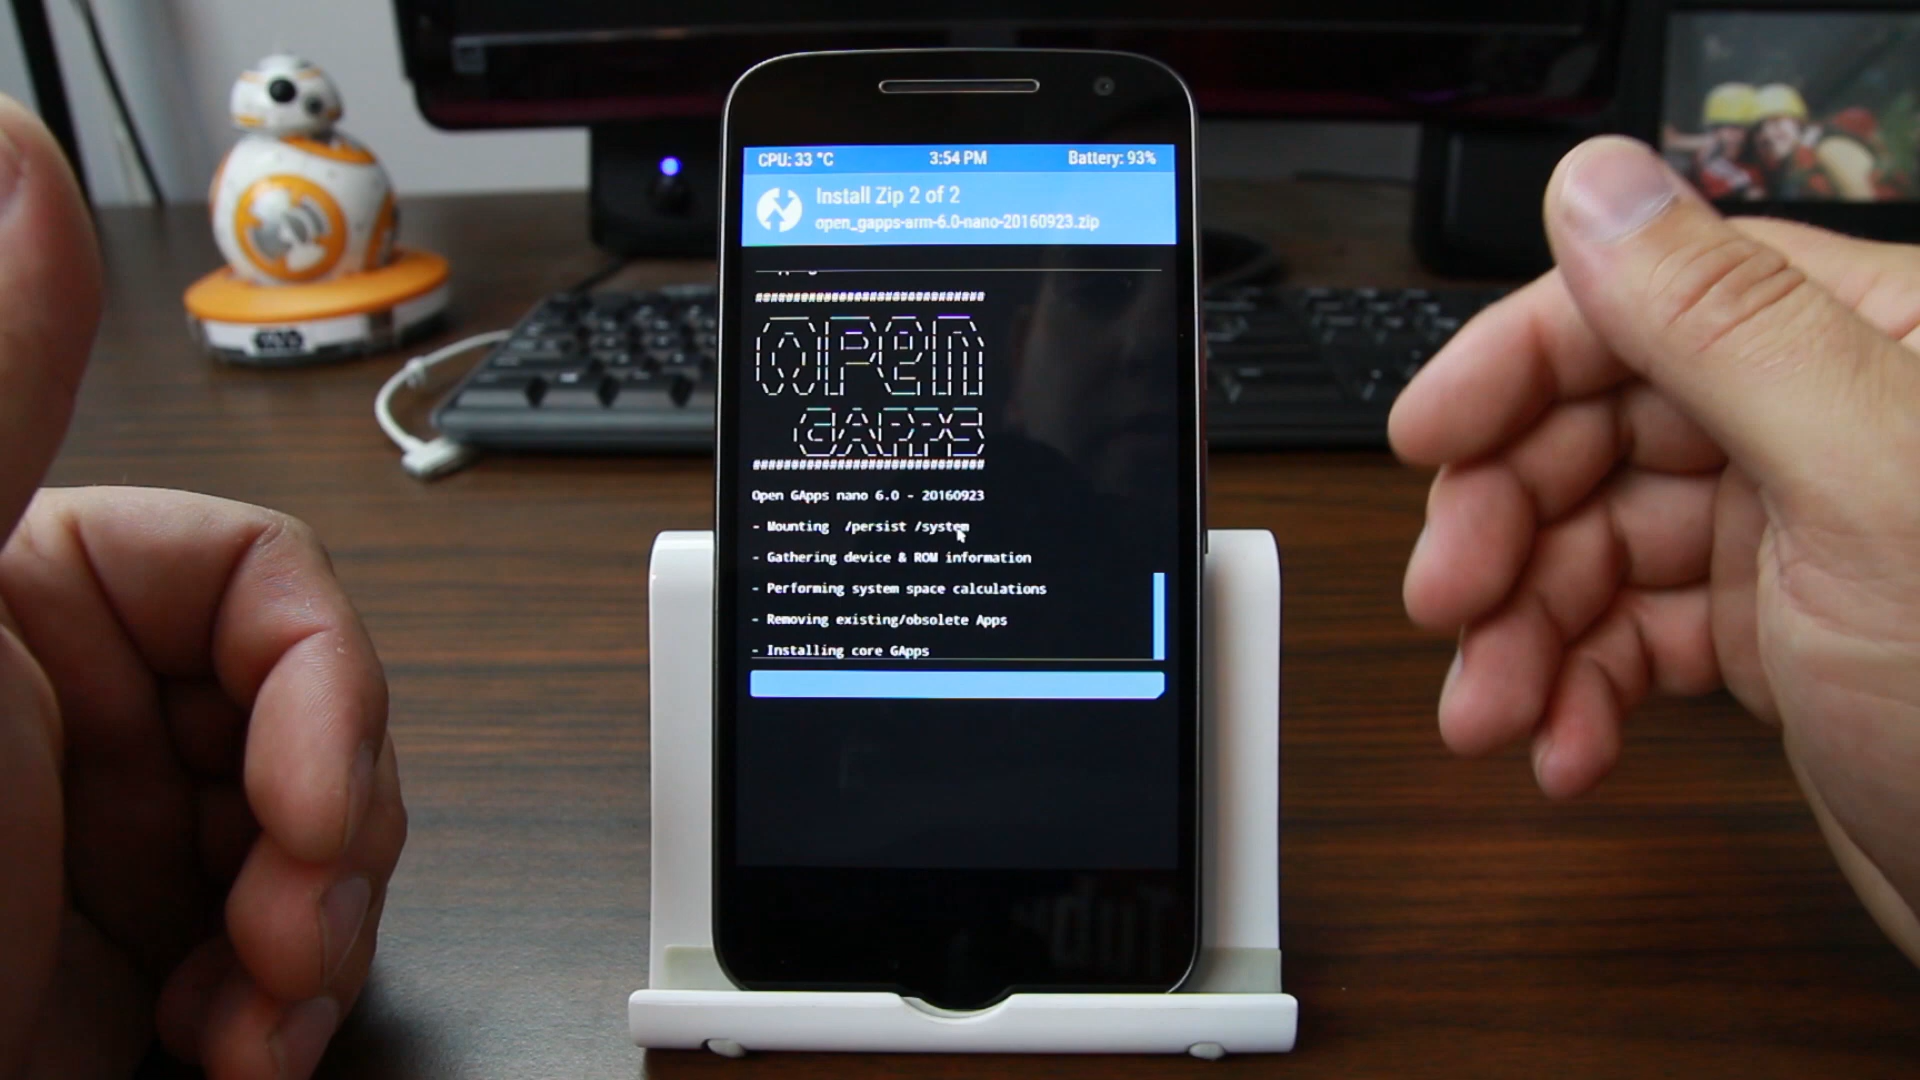 CPU: 33 °C 3:54 PM Battery: 93%
Install Zip 2 of 2
open_gapps-arm-6.0-nano-20160923.zip
##############################
OPEN
GAPPS
##############################
Open GApps nano 6.0 - 20160923
- Mounting /persist /system
- Gathering device & ROM information
- Performing system space calculations
- Removing existing/obsolete Apps
- Installing core GApps